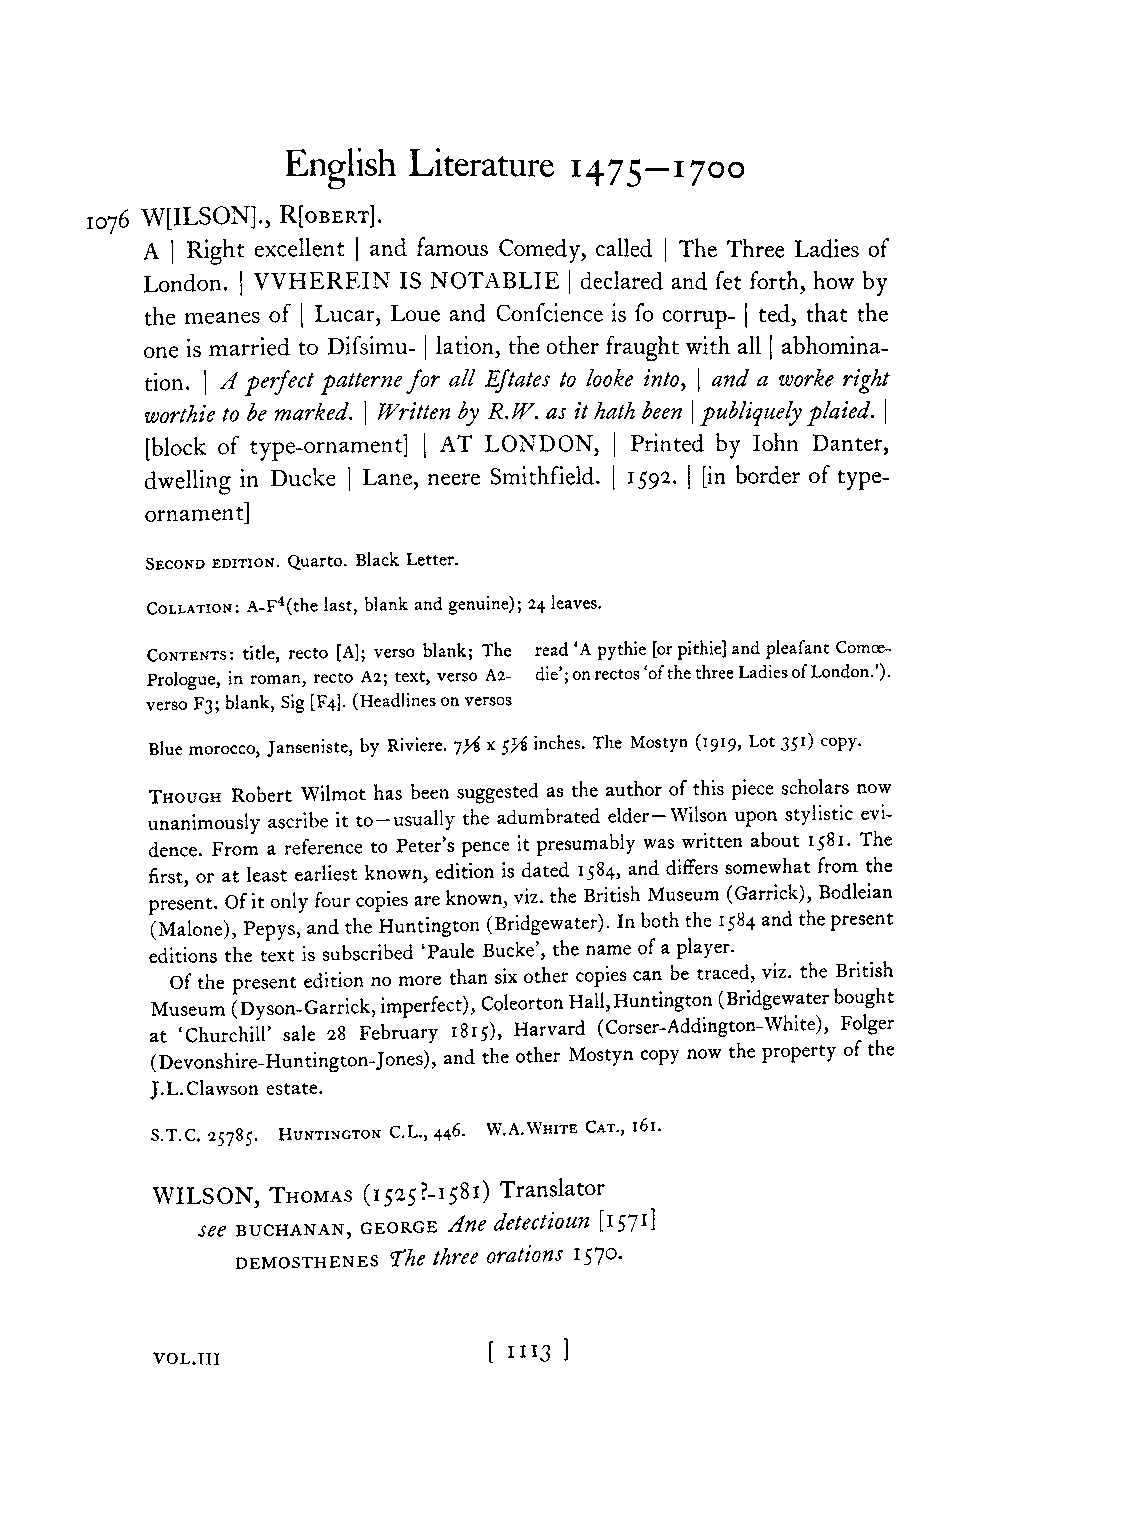 English Literature 1475—1700
1076 W[ILSON]., R[OBERT].
A | Right excellent | and famous Comedy, called | The Three Ladies of
London. | VVHEREIN IS NOTABLIE | declared and ſet forth, how by
the meanes of | Lucar, Loue and Conſcience is ſo corrup- | ted, that the
one is married to Diſsimu- | lation, the other fraught with all | abhomina-
tion. | A perfect patterne for all Eſtates to looke into, | and a worke right
worthie to be marked. | Written by R.W. as it hath been | publiquely plaied. |
[block of type-ornament] | AT LONDON, | Printed by Iohn Danter,
dwelling in Ducke | Lane, neere Smithfield. | 1592. | [in border of type-
ornament]
SECOND EDITION. Quarto. Black Letter.
COLLATION: A-F⁴(the last, blank and genuine); 24 leaves.
CONTENTS: title, recto [A]; verso blank; The
Prologue, in roman, recto A2; text, verso A2-
verso F3; blank, Sig [F4]. (Headlines on versos
read 'A pythie [or pithie] and pleaſant Comœ-
die'; on rectos 'of the three Ladies of London.').
Blue morocco, Janseniste, by Riviere. 7⅛ x 5⅛ inches. The Mostyn (1919, Lot 351) copy.
THOUGH Robert Wilmot has been suggested as the author of this piece scholars now
unanimously ascribe it to—usually the adumbrated elder—Wilson upon stylistic evi-
dence. From a reference to Peter's pence it presumably was written about 1581. The
first, or at least earliest known, edition is dated 1584, and differs somewhat from the
present. Of it only four copies are known, viz. the British Museum (Garrick), Bodleian
(Malone), Pepys, and the Huntington (Bridgewater). In both the 1584 and the present
editions the text is subscribed 'Paule Bucke', the name of a player.
Of the present edition no more than six other copies can be traced, viz. the British
Museum (Dyson-Garrick, imperfect), Coleorton Hall, Huntington (Bridgewater bought
at 'Churchill' sale 28 February 1815), Harvard (Corser-Addington-White), Folger
(Devonshire-Huntington-Jones), and the other Mostyn copy now the property of the
J.L.Clawson estate.
S.T.C. 25785. HUNTINGTON C.L., 446. W.A.WHITE CAT., 161.
WILSON, THOMAS (1525?-1581) Translator
see BUCHANAN, GEORGE Ane detectioun [1571]
DEMOSTHENES The three orations 1570.
VOL.III [ 1113 ]